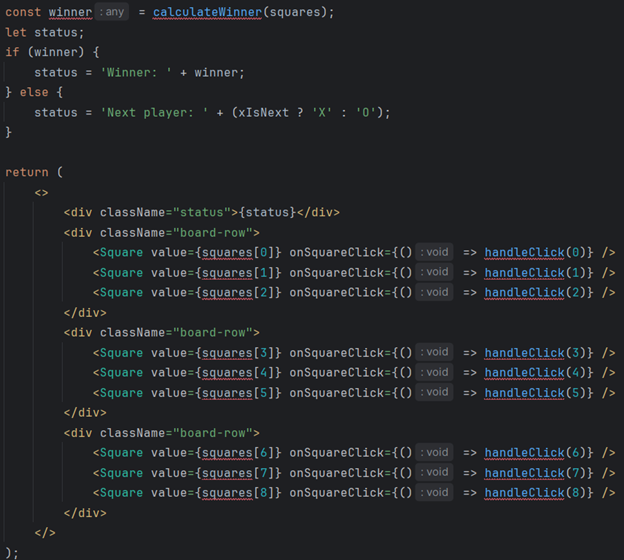 const winner : any = calculateWinner(squares);
let status;
if (winner) {
    status = 'Winner: ' + winner;
} else {
    status = 'Next player: ' + (xIsNext ? 'X' : 'O');
}

return (
    <>
        <div className="status">{status}</div>
        <div className="board-row">
            <Square value={squares[0]} onSquareClick={() : void => handleClick(0)} />
            <Square value={squares[1]} onSquareClick={() : void => handleClick(1)} />
            <Square value={squares[2]} onSquareClick={() : void => handleClick(2)} />
        </div>
        <div className="board-row">
            <Square value={squares[3]} onSquareClick={() : void => handleClick(3)} />
            <Square value={squares[4]} onSquareClick={() : void => handleClick(4)} />
            <Square value={squares[5]} onSquareClick={() : void => handleClick(5)} />
        </div>
        <div className="board-row">
            <Square value={squares[6]} onSquareClick={() : void => handleClick(6)} />
            <Square value={squares[7]} onSquareClick={() : void => handleClick(7)} />
            <Square value={squares[8]} onSquareClick={() : void => handleClick(8)} />
        </div>
    </>
);